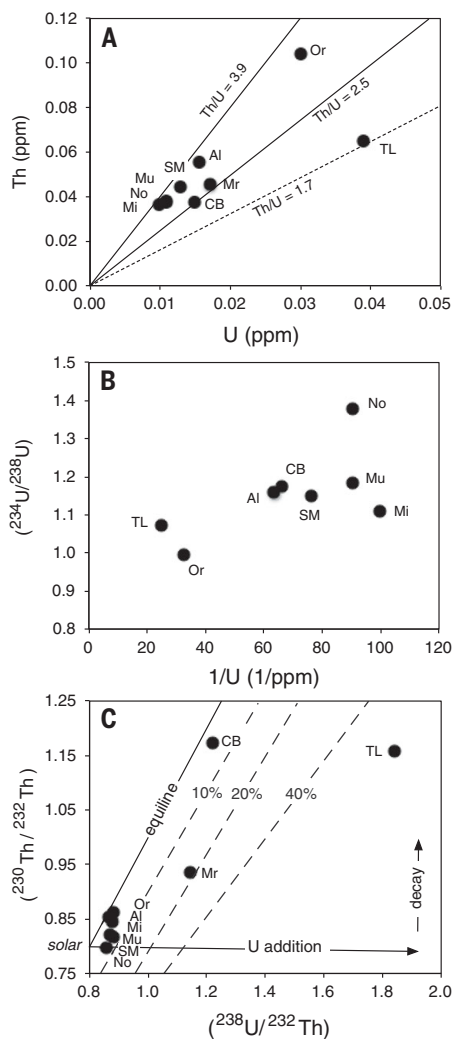 A
0.12
0.10
0.08
0.06
0.04
0.02
0.00
Th (ppm)
Th/U = 3.9
Th/U = 2.5
Th/U = 1.7
Or
Al
SM
Mu
No
Mi
Mr
CB
TL
0.00 0.01 0.02 0.03 0.04 0.05
U (ppm)
B
1.5
1.4
1.3
1.2
1.1
1.0
0.9
0.8
(²³⁴U/²³⁸U)
No
CB
Mu
Al
SM
Mi
TL
Or
0 20 40 60 80 100 120
1/U (1/ppm)
C
1.25
1.15
1.05
0.95
0.85
0.75
solar
(²³⁰Th/²³²Th)
equiline
CB
TL
10%
20%
40%
Mr
Or
Al
Mi
Mu
SM
No
U addition
decay
0.8 1.0 1.2 1.4 1.6 1.8 2.0
(²³⁸U/²³²Th)